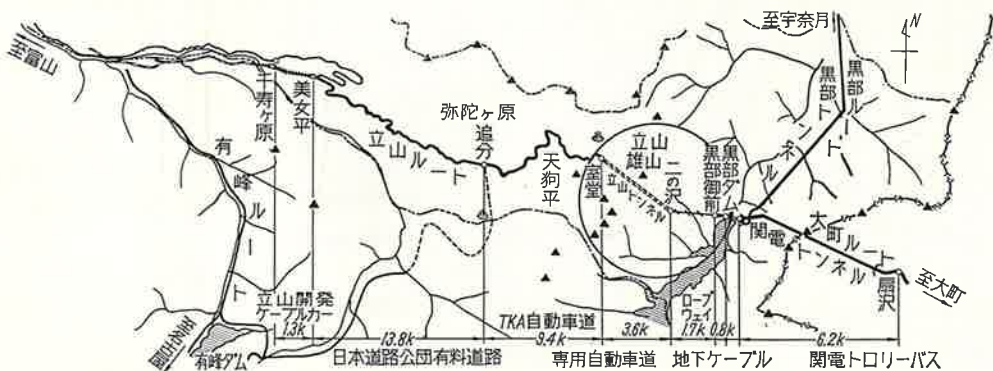 至富山
至宇奈月
N
千寿ヶ原
美女平
弥陀ヶ原
追分
立山ルート
有峰ルート
天狗平
室堂
立山
雄山
立山トンネル
二の沢
黒部御前
黒部ダム
黒部トンネル
黒部ルート
関電トンネル
大町ルート
扇沢
至大町
至名古屋
有峰ダム
立山開発
ケーブルカー
1.3k
13.8k
日本道路公団有料道路
TKA自動車道
9.4k
3.6k
専用自動車道
ロープウェイ
1.7k
0.8k
地下ケーブル
6.2k
関電トロリーバス